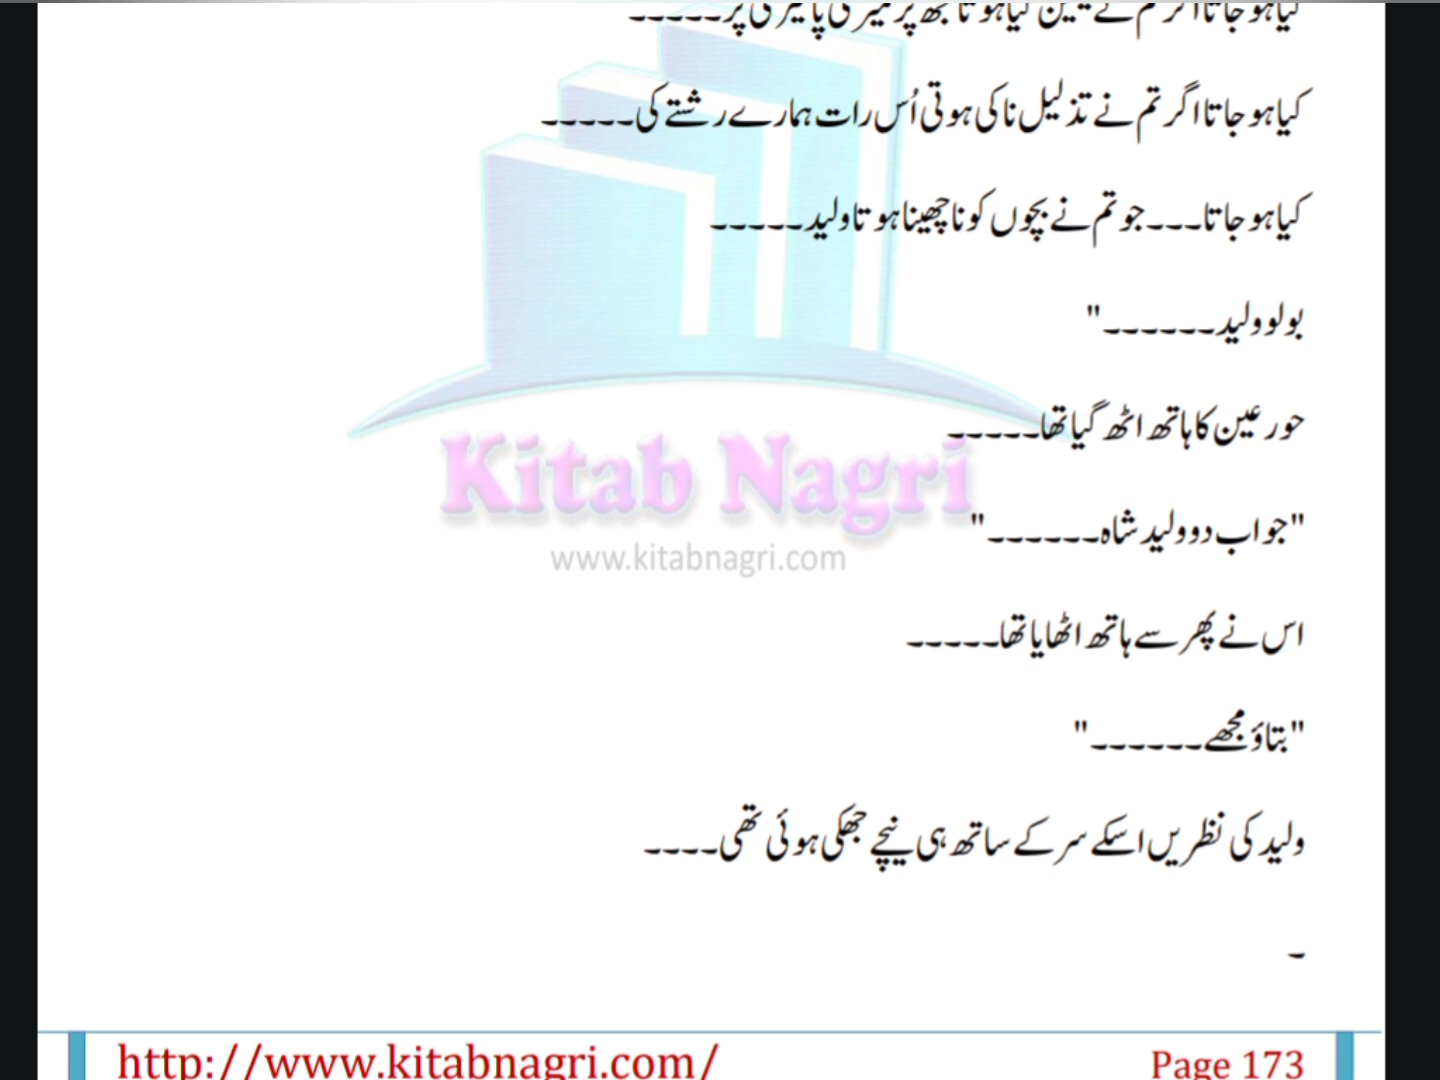 کیا ہو جاتا اگر تم نے یقین کیا ہوتا مجھ پر میری پاکیزگی پر۔۔۔۔۔
کیا ہو جاتا اگر تم نے تذلیل نا کی ہوتی اُس رات ہمارے رشتے کی۔۔۔۔۔
کیا ہو جاتا۔۔۔ جو تم نے بچوں کو نا چھینا ہوتا ولید۔۔۔۔۔
بولو ولید۔۔۔۔۔۔"
حور عین کا ہاتھ اٹھ گیا تھا۔۔۔۔۔
Kitab Nagri
www.kitabnagri.com
"جواب دو ولید شاہ۔۔۔۔۔۔"
اس نے پھر سے ہاتھ اٹھایا تھا۔۔۔۔۔
"بتاؤ مجھے۔۔۔۔۔۔"
ولید کی نظریں اسکے سر کے ساتھ ہی نیچے جھکی ہوئی تھی۔۔۔۔
۔
http://www.kitabnagri.com/ Page 173